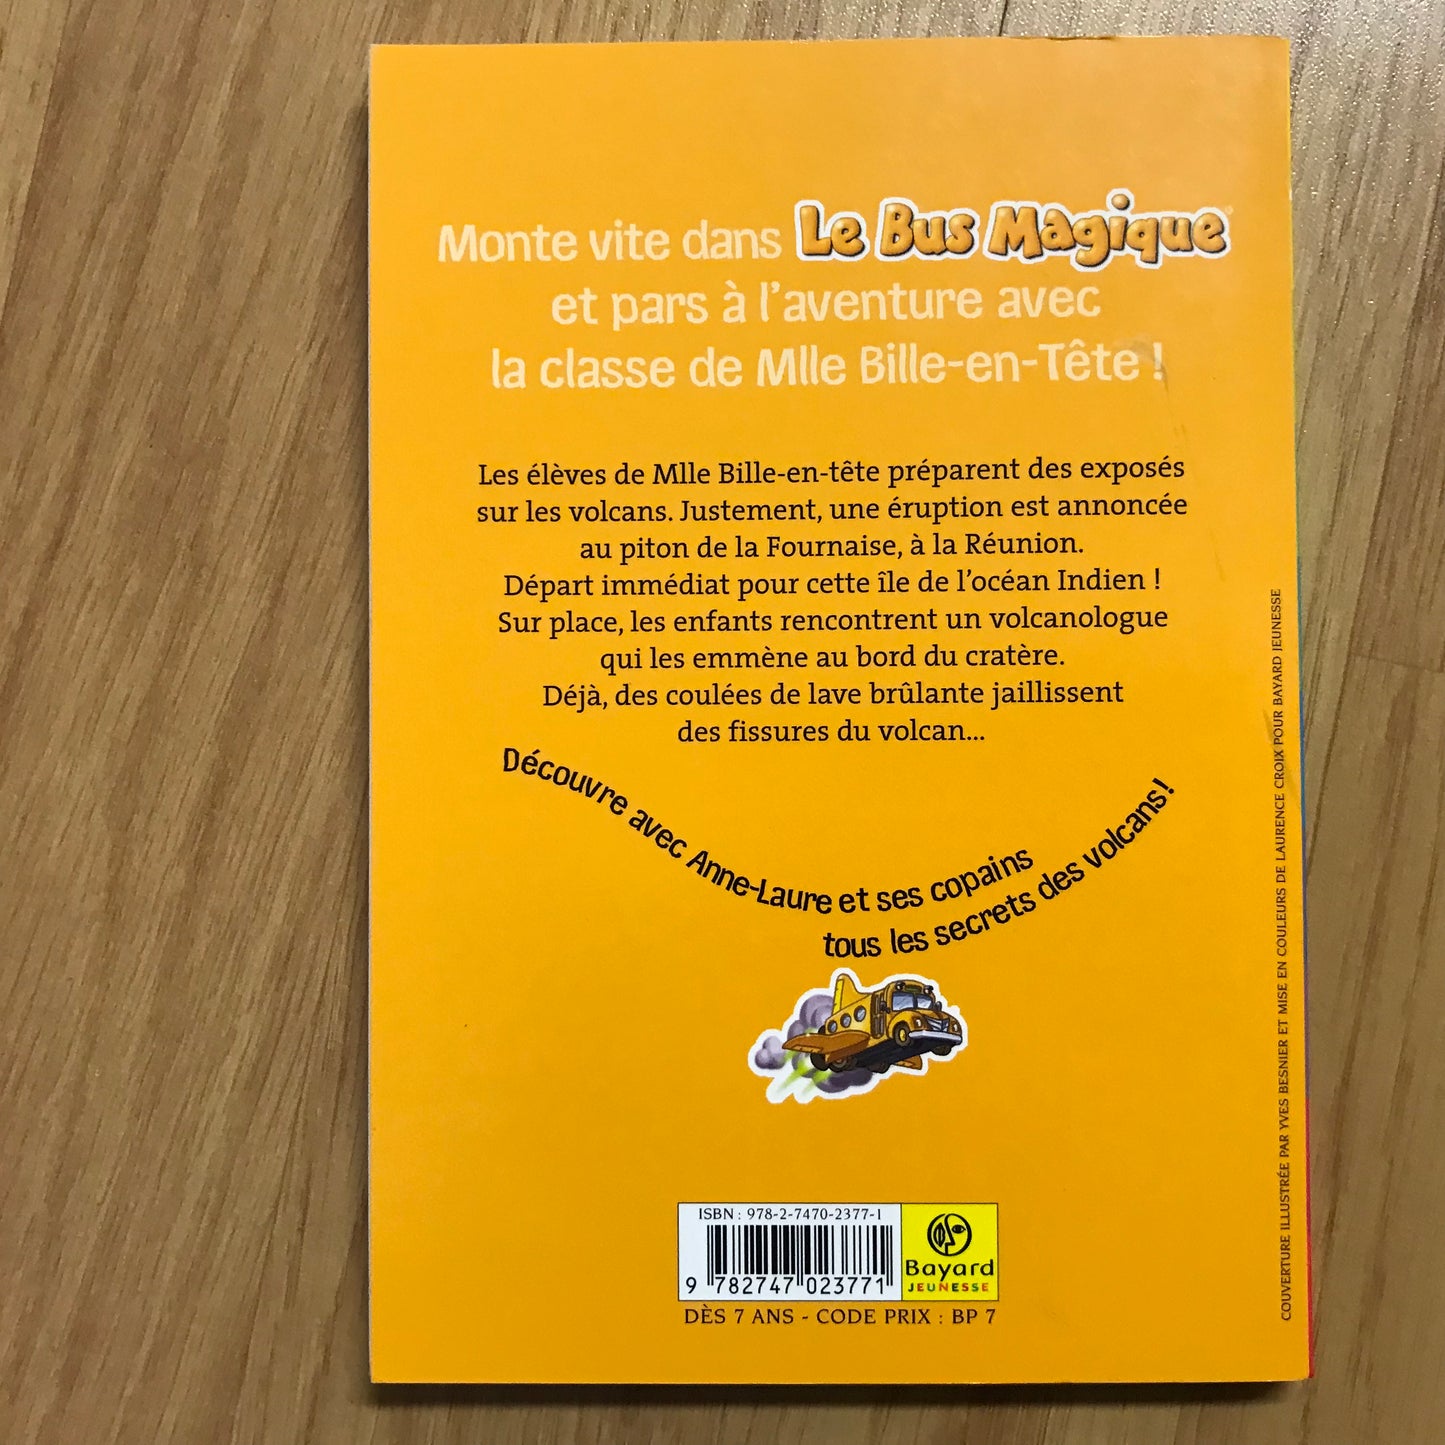 Monte vite dans Le Bus Magique
et pars à l'aventure avec
la classe de Mlle Bille-en-Tête !
Les élèves de Mlle Bille-en-tête préparent des exposés
sur les volcans. Justement, une éruption est annoncée
au piton de la Fournaise, à la Réunion.
Départ immédiat pour cette île de l'océan Indien !
Sur place, les enfants rencontrent un volcanologue
qui les emmène au bord du cratère.
Déjà, des coulées de lave brûlante jaillissent
des fissures du volcan...
Découvre avec Anne-Laure et ses copains
tous les secrets des volcans!
ISBN : 978-2-7470-2377-1
9 782747 023771
Bayard
JEUNESSE
DÈS 7 ANS - CODE PRIX : BP 7
COUVERTURE ILLUSTRÉE PAR YVES BESNIER ET MISE EN COULEURS DE LAURENCE CROIX POUR BAYARD JEUNESSE